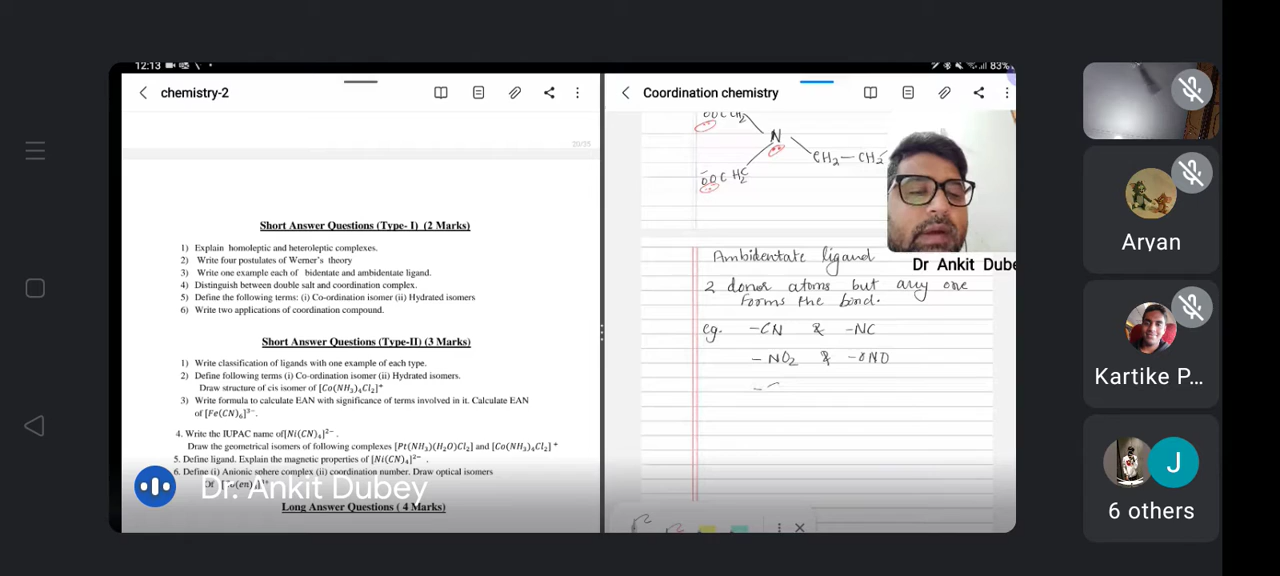 12:13
83%
chemistry-2
20/35
Short Answer Questions (Type- I) (2 Marks)
1) Explain homoleptic and heteroleptic complexes.
2) Write four postulates of Werner's theory
3) Write one example each of bidentate and ambidentate ligand.
4) Distinguish between double salt and coordination complex.
5) Define the following terms: (i) Co-ordination isomer (ii) Hydrated isomers
6) Write two applications of coordination compound.
Short Answer Questions (Type-II) (3 Marks)
1) Write classification of ligands with one example of each type.
2) Define following terms (i) Co-ordination isomer (ii) Hydrated isomers.
Draw structure of cis isomer of [Co(NH₃)₄Cl₂]⁺
3) Write formula to calculate EAN with significance of terms involved in it. Calculate EAN
of [Fe(CN)₆]³⁻.
4. Write the IUPAC name of[Ni(CN)₄]²⁻ .
Draw the geometrical isomers of following complexes [Pt(NH₃)(H₂O)Cl₂] and [Co(NH₃)₄Cl₂]⁺
5. Define ligand. Explain the magnetic properties of [Ni(CN)₄]²⁻.
6. Define (i) Anionic sphere complex (ii) coordination number. Draw optical isomers
Of
Long Answer Questions ( 4 Marks)
Dr. Ankit Dubey
Coordination chemistry
N
CH₂—CH₂
ŌOCH₂C
Ambidentate ligand
2 donor atoms but any one
forms the bond.
eg. -CN & -NC
- NO₂ & -ONO
Dr Ankit Dube
Aryan
Kartike P...
J
6 others